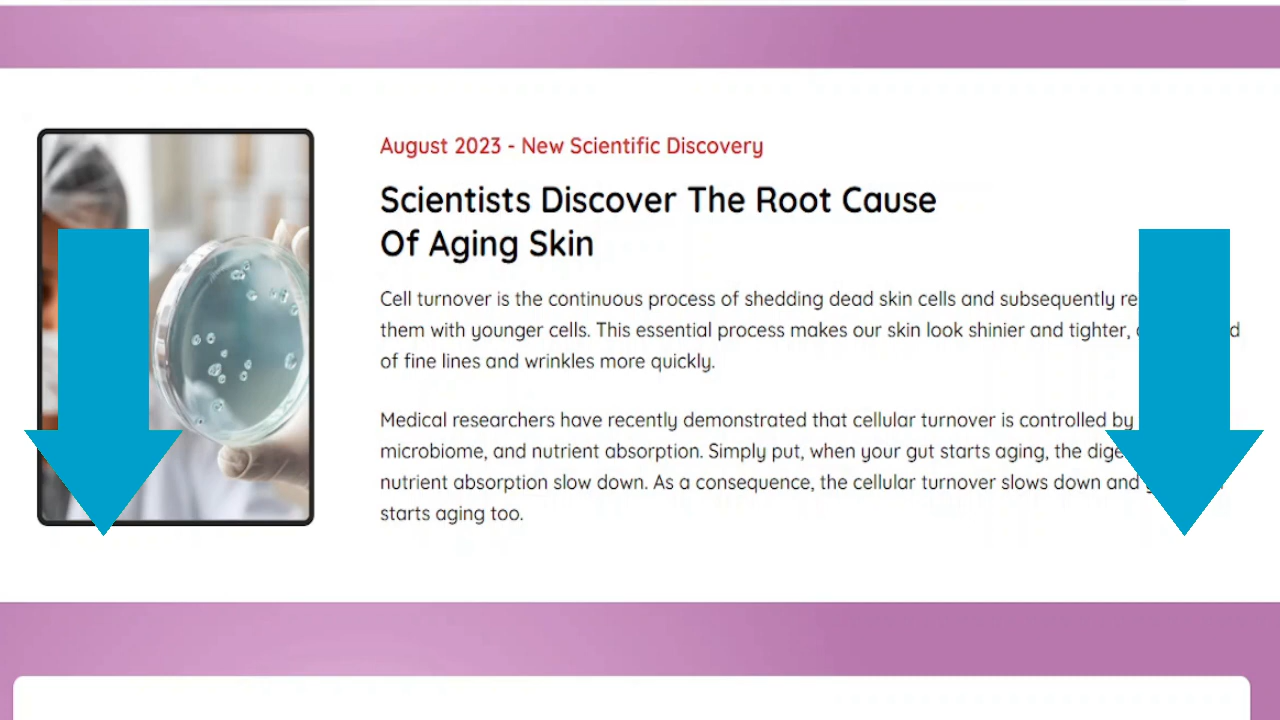 August 2023 - New Scientific Discovery
Scientists Discover The Root Cause
Of Aging Skin
Cell turnover is the continuous process of shedding dead skin cells and subsequently
them with younger cells. This essential process makes our skin look shinier and tighter,
of fine lines and wrinkles more quickly.
Medical researchers have recently demonstrated that cellular turnover is controlled by
microbiome, and nutrient absorption. Simply put, when your gut starts aging, the
nutrient absorption slow down. As a consequence, the cellular turnover slows down and
starts aging too.